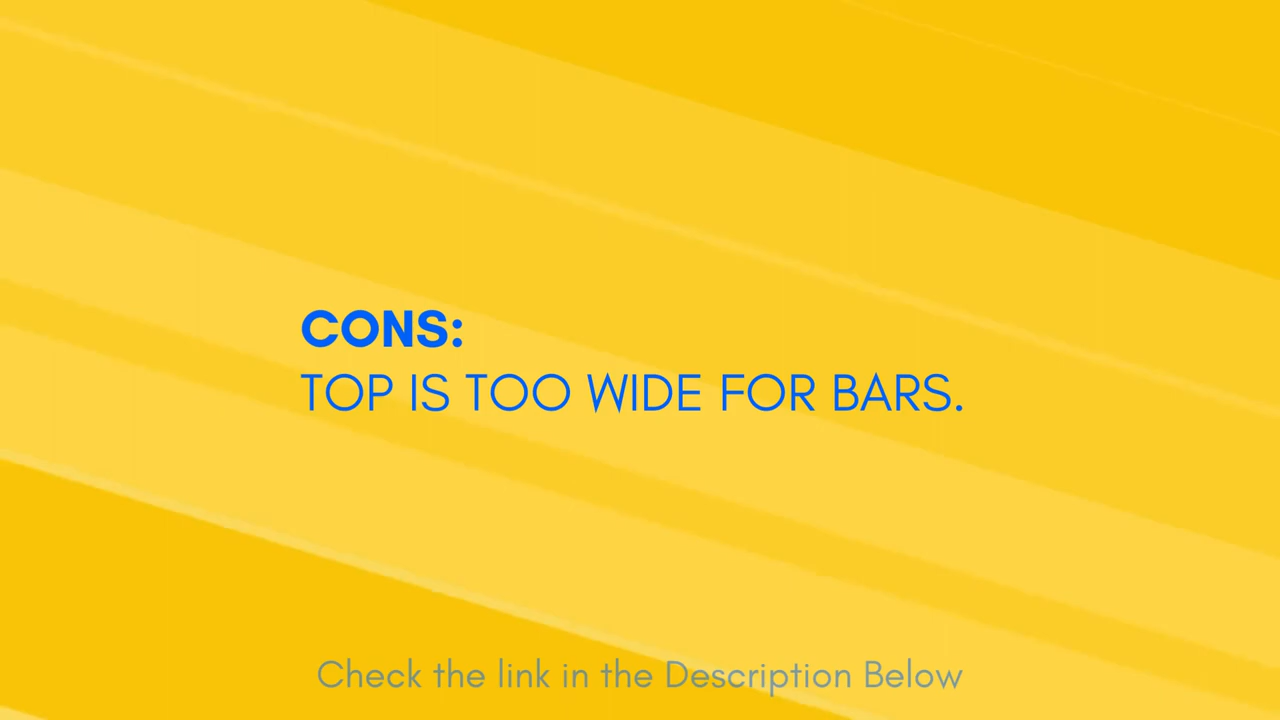 CONS:
TOP IS TOO WIDE FOR BARS.
Check the link in the Description Below